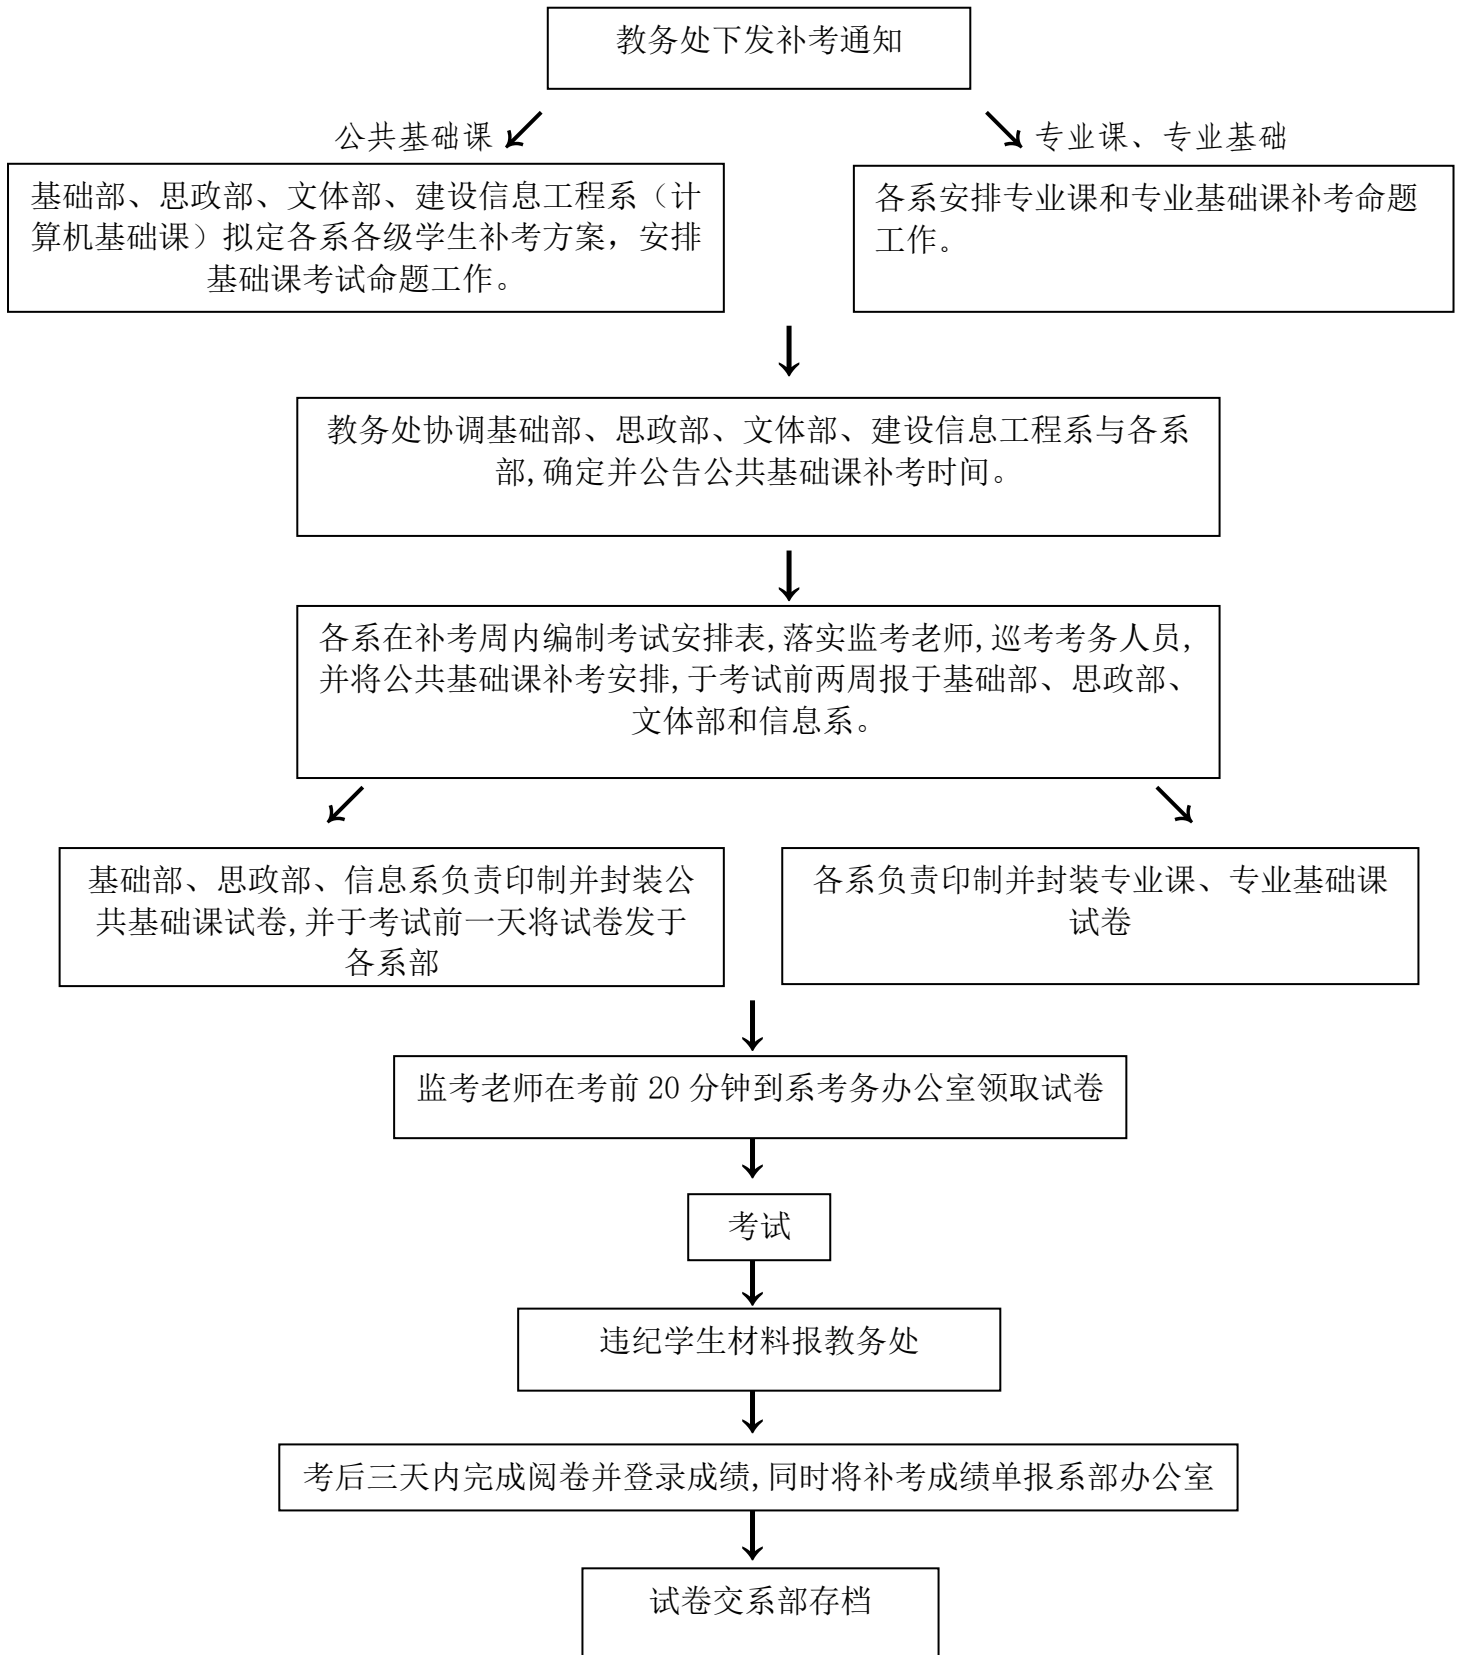 教务处下发补考通知
公共基础课
专业课、专业基础
基础部、思政部、文体部、建设信息工程系（计
算机基础课）拟定各系各级学生补考方案，安排
基础课考试命题工作。
各系安排专业课和专业基础课补考命题
工作。
教务处协调基础部、思政部、文体部、建设信息工程系与各系
部,确定并公告公共基础课补考时间。
各系在补考周内编制考试安排表,落实监考老师,巡考考务人员,
并将公共基础课补考安排,于考试前两周报于基础部、思政部、
文体部和信息系。
基础部、思政部、信息系负责印制并封装公
共基础课试卷,并于考试前一天将试卷发于
各系部
各系负责印制并封装专业课、专业基础课
试卷
监考老师在考前 20 分钟到系考务办公室领取试卷
考试
违纪学生材料报教务处
考后三天内完成阅卷并登录成绩,同时将补考成绩单报系部办公室
试卷交系部存档